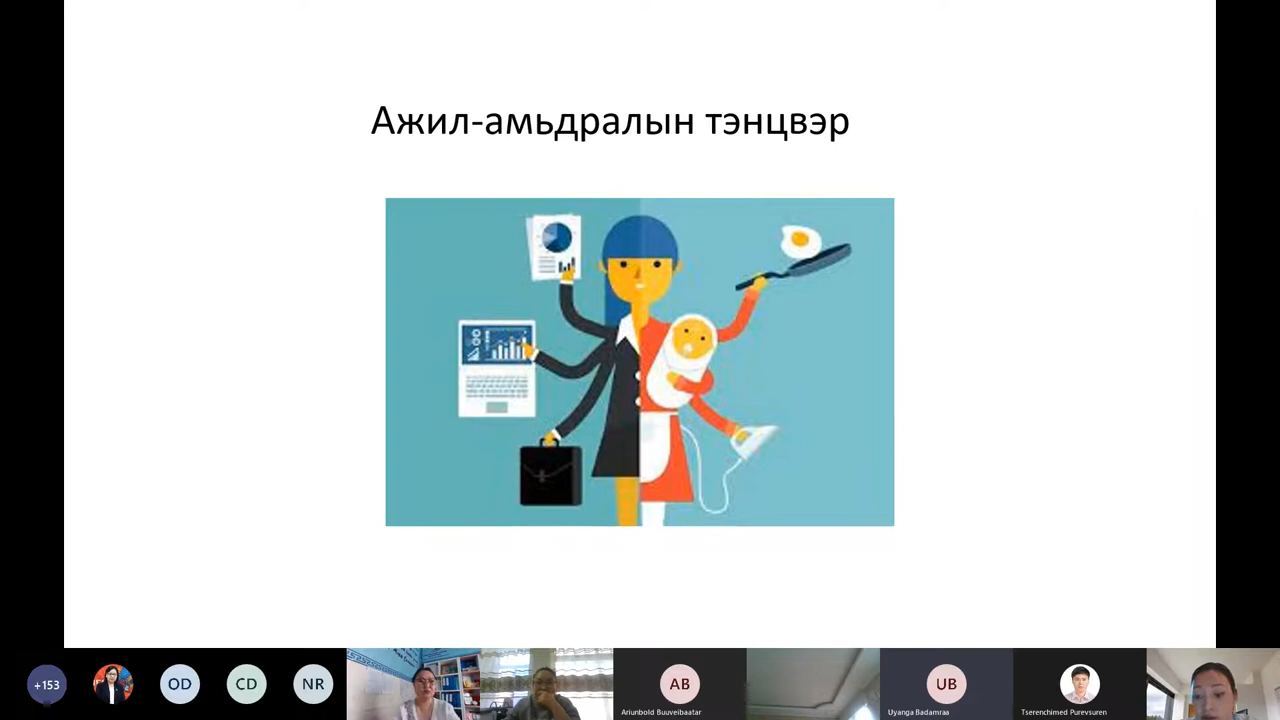 Ажил-амьдралын тэнцвэр
+153
OD
CD
NR
AB
Ariunbold Buuveibaatar
UB
Uyanga Badamraa
Tserenchimed Purevsuren